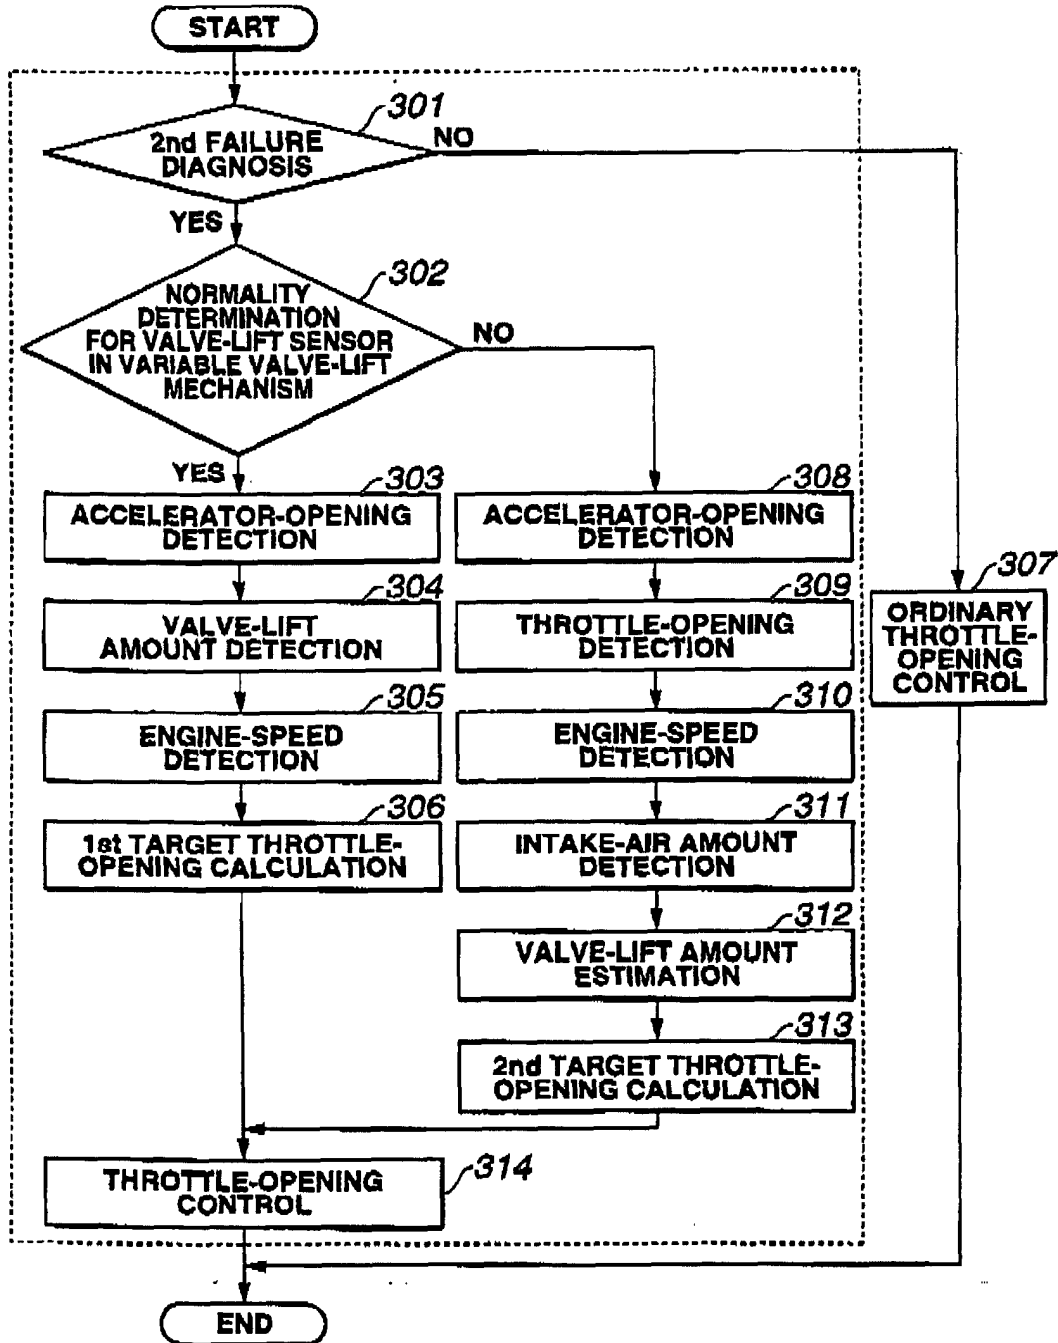 START
301
2nd FAILURE
DIAGNOSIS
NO
YES
302
NORMALITY
DETERMINATION
FOR VALVE-LIFT SENSOR
IN VARIABLE VALVE-LIFT
MECHANISM
NO
YES
303
ACCELERATOR-OPENING
DETECTION
304
VALVE-LIFT
AMOUNT DETECTION
305
ENGINE-SPEED
DETECTION
306
1st TARGET THROTTLE-
OPENING CALCULATION
308
ACCELERATOR-OPENING
DETECTION
309
THROTTLE-OPENING
DETECTION
310
ENGINE-SPEED
DETECTION
311
INTAKE-AIR AMOUNT
DETECTION
312
VALVE-LIFT AMOUNT
ESTIMATION
313
2nd TARGET THROTTLE-
OPENING CALCULATION
307
ORDINARY
THROTTLE-
OPENING
CONTROL
THROTTLE-OPENING
CONTROL
314
END